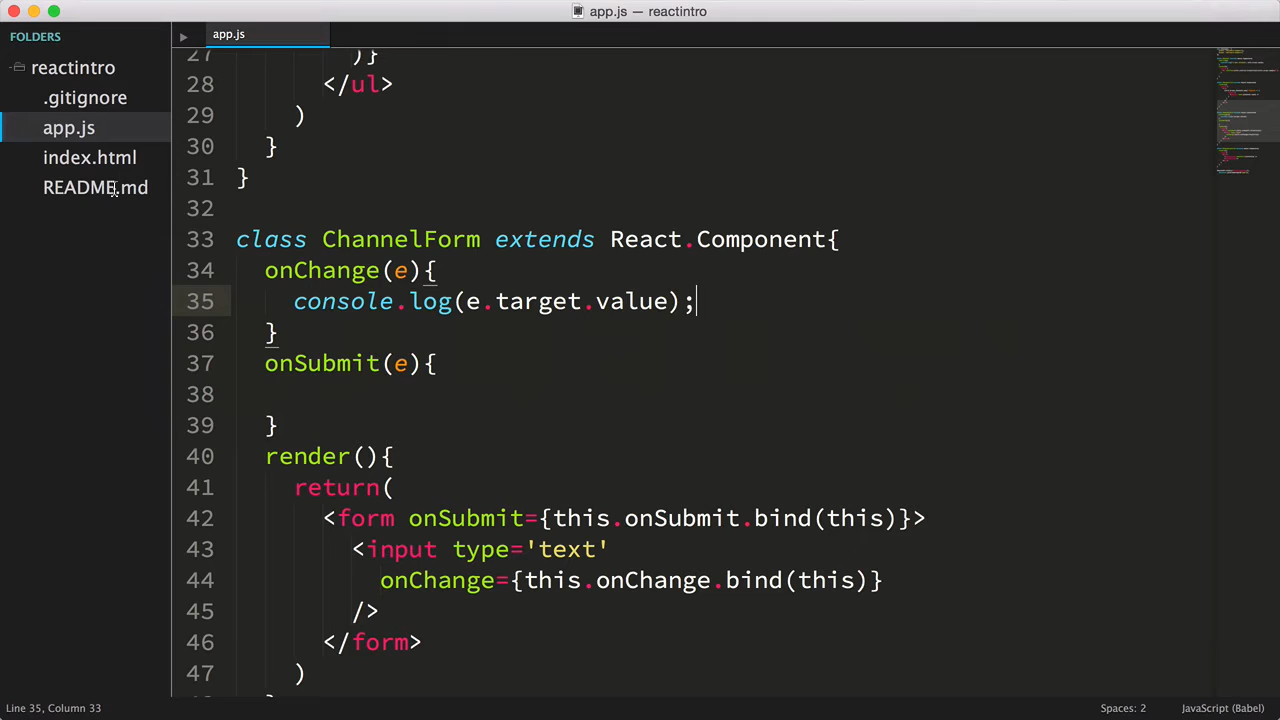 app.js — reactintro
FOLDERS
reactintro
.gitignore
app.js
index.html
README.md
app.js
27 )}
28 </ul>
29 )
30 }
31 }
32
33 class ChannelForm extends React.Component{
34 onChange(e){
35 console.log(e.target.value);
36 }
37 onSubmit(e){
38
39 }
40 render(){
41 return(
42 <form onSubmit={this.onSubmit.bind(this)}>
43 <input type='text'
44 onChange={this.onChange.bind(this)}
45 />
46 </form>
47 )
Line 35, Column 33
Spaces: 2
JavaScript (Babel)